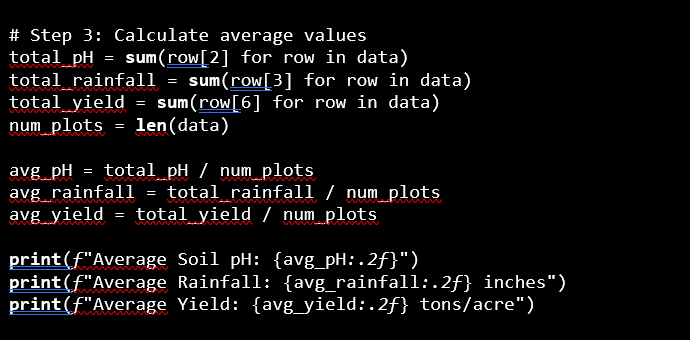 # Step 3: Calculate average values
total_pH = sum(row[2] for row in data)
total_rainfall = sum(row[3] for row in data)
total_yield = sum(row[6] for row in data)
num_plots = len(data)
avg_pH = total_pH / num_plots
avg_rainfall = total_rainfall / num_plots
avg_yield = total_yield / num_plots
print(f"Average Soil pH: {avg_pH:.2f}")
print(f"Average Rainfall: {avg_rainfall:.2f} inches")
print(f"Average Yield: {avg_yield:.2f} tons/acre")